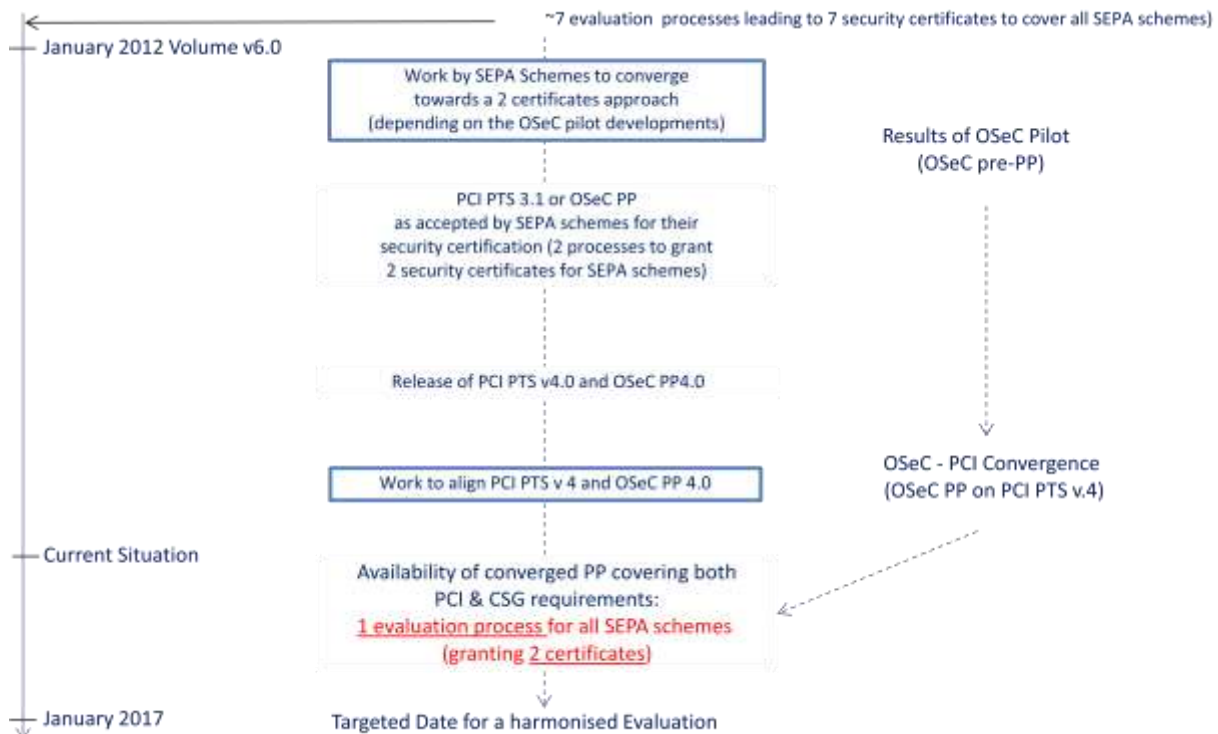 ~7 evaluation processes leading to 7 security certificates to cover all SEPA schemes)
January 2012 Volume v6.0
Work by SEPA Schemes to converge
towards a 2 certificates approach
(depending on the OSeC pilot developments)
Results of OSeC Pilot
(OSeC pre-PP)
PCI PTS 3.1 or OSeC PP
as accepted by SEPA schemes for their
security certification (2 processes to grant
2 security certificates for SEPA schemes)
Release of PCI PTS v4.0 and OSeC PP4.0
OSeC - PCI Convergence
(OSeC PP on PCI PTS v.4)
Work to align PCI PTS v 4 and OSeC PP 4.0
Current Situation
Availability of converged PP covering both
PCI & CSG requirements:
1 evaluation process for all SEPA schemes
(granting 2 certificates)
January 2017
Targeted Date for a harmonised Evaluation